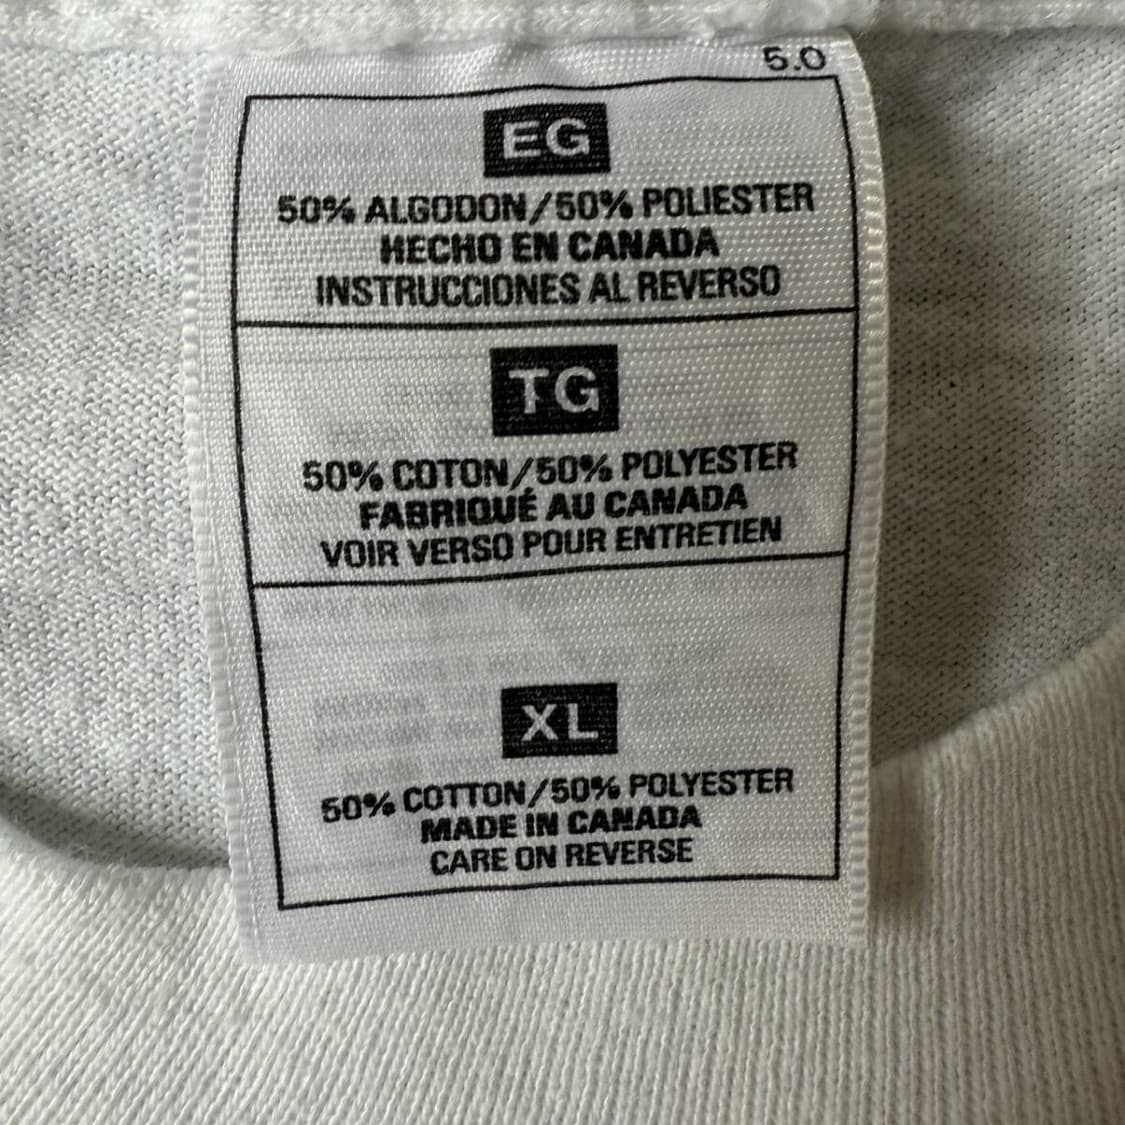 5.0
EG
50% ALGODON/50% POLIESTER
HECHO EN CANADA
INSTRUCCIONES AL REVERSO
TG
50% COTON/50% POLYESTER
FABRIQUÉ AU CANADA
VOIR VERSO POUR ENTRETIEN
XL
50% COTTON/50% POLYESTER
MADE IN CANADA
CARE ON REVERSE